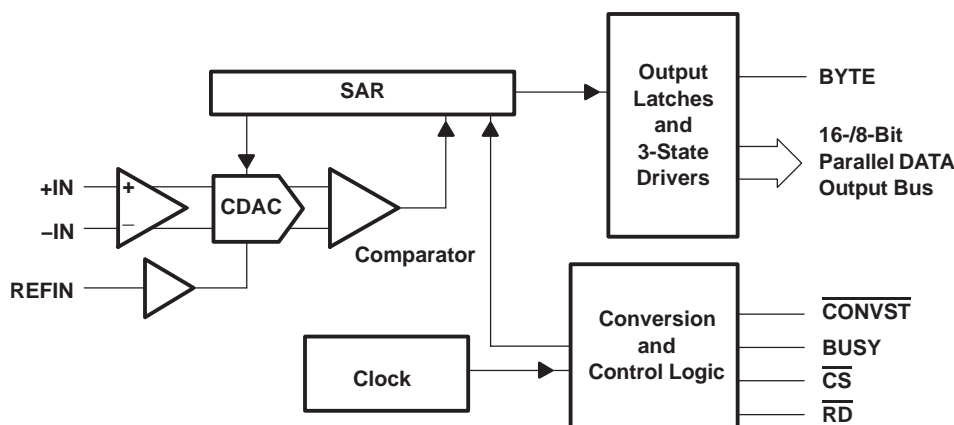 SAR
Output
Latches
and
3-State
Drivers
BYTE
16-/8-Bit
Parallel DATA
Output Bus
+IN
−IN
+
−
CDAC
Comparator
REFIN
Clock
Conversion
and
Control Logic
CONVST
BUSY
CS
RD